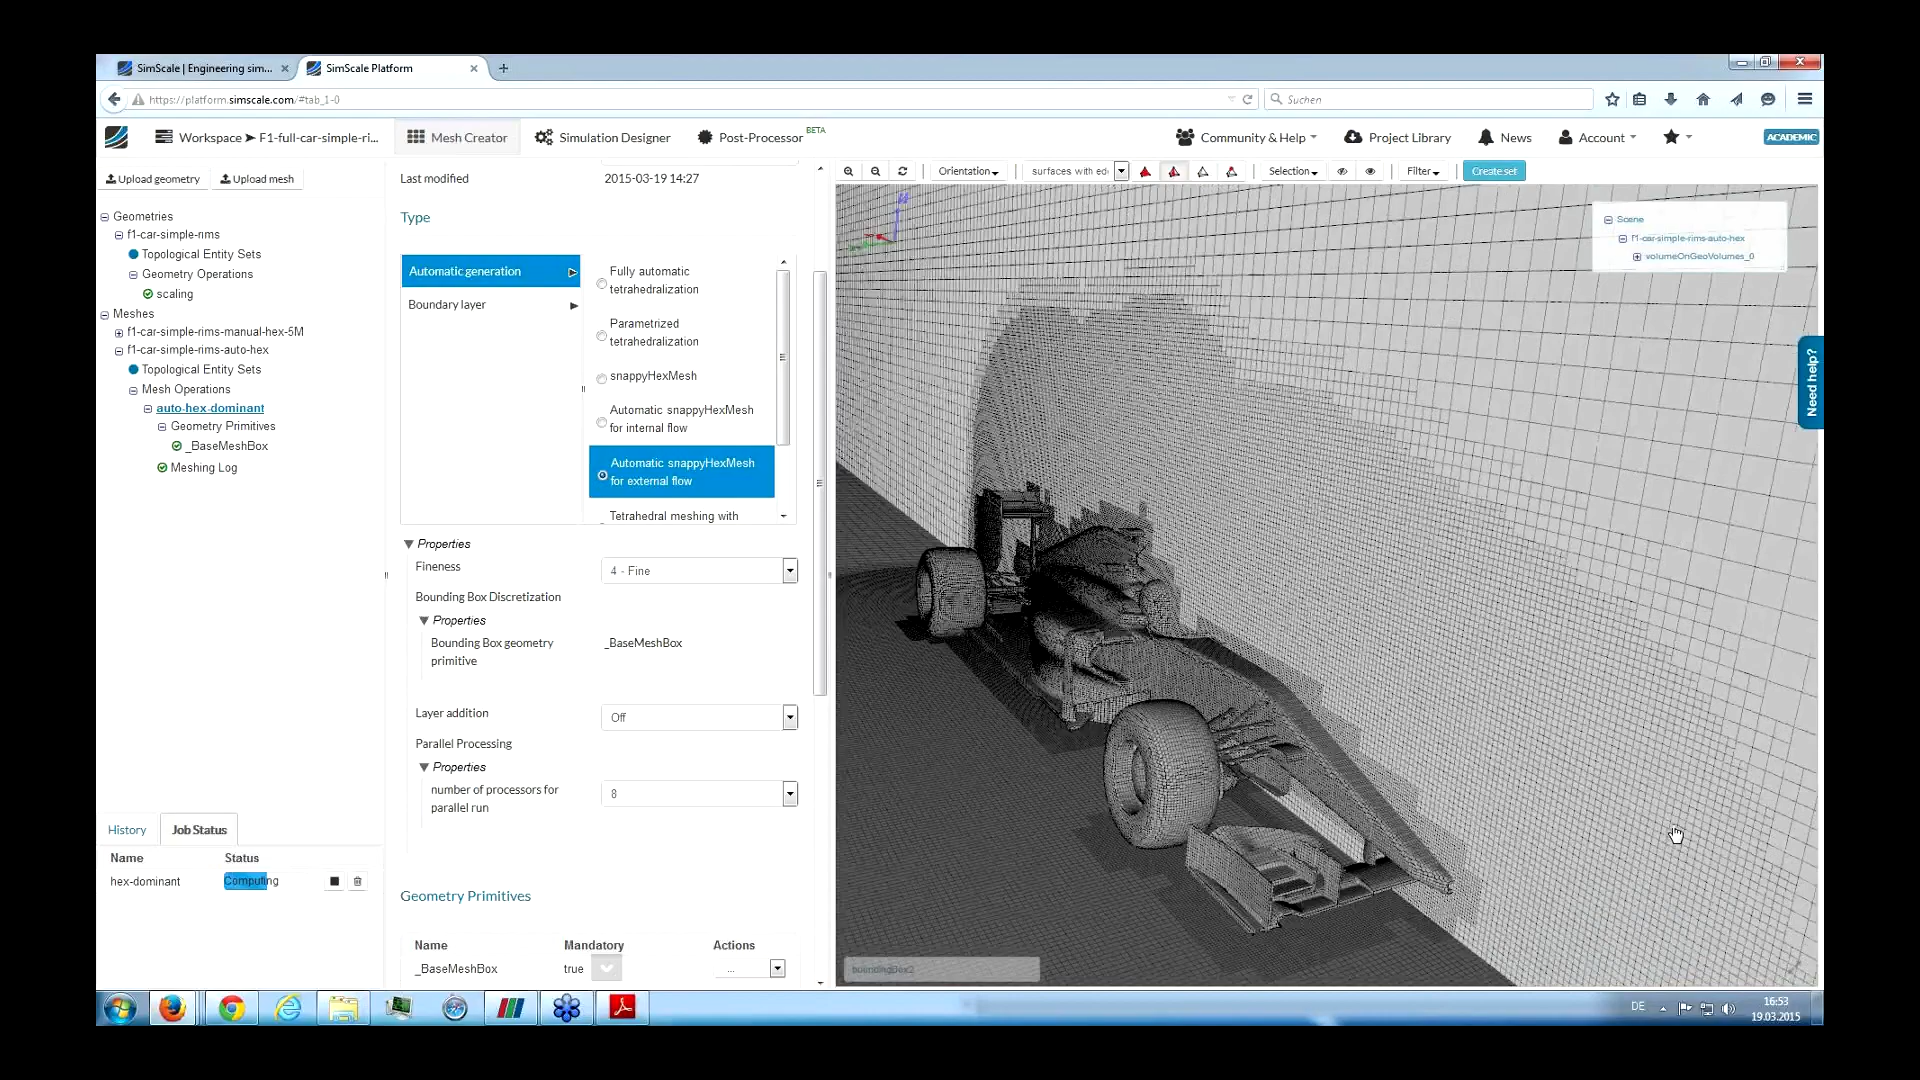 SimScale | Engineering sim...
SimScale Platform
https://platform.simscale.com/#tab_1-0
Suchen
Workspace ➤ F1-full-car-simple-ri...
Mesh Creator
Simulation Designer
Post-Processor BETA
Community & Help
Project Library
News
Account
ACADEMIC
Upload geometry
Upload mesh
Last modified
2015-03-19 14:27
Orientation
surfaces with ed
Selection
Filter
Create set
Geometries
f1-car-simple-rims
Topological Entity Sets
Geometry Operations
scaling
Meshes
f1-car-simple-rims-manual-hex-5M
f1-car-simple-rims-auto-hex
Topological Entity Sets
Mesh Operations
auto-hex-dominant
Geometry Primitives
_BaseMeshBox
Meshing Log
Type
Automatic generation
Boundary layer
Fully automatic
tetrahedralization
Parametrized
tetrahedralization
snappyHexMesh
Automatic snappyHexMesh
for internal flow
Automatic snappyHexMesh
for external flow
Tetrahedral meshing with
Properties
Fineness
4 - Fine
Bounding Box Discretization
Properties
Bounding Box geometry
primitive
_BaseMeshBox
Layer addition
Off
Parallel Processing
Properties
number of processors for
parallel run
8
Geometry Primitives
Name
Mandatory
Actions
_BaseMeshBox
true
...
Scene
f1-car-simple-rims-auto-hex
volumeOnGeoVolumes_0
Need help?
boundingBox2
History
Job Status
Name
Status
hex-dominant
Computing
DE
16:53
19.03.2015